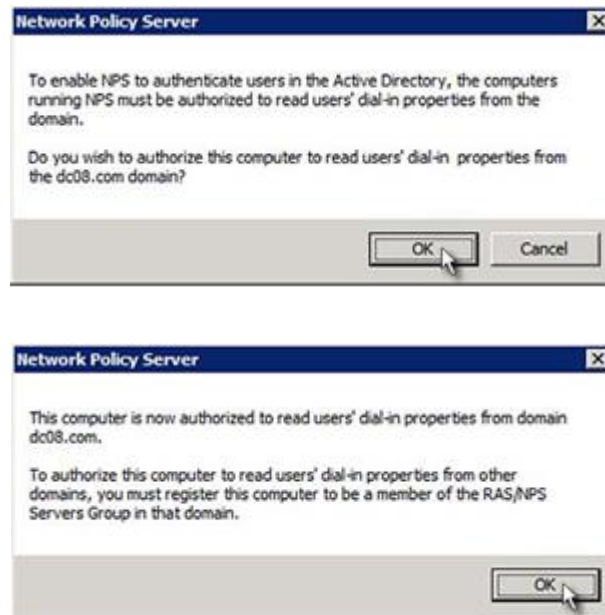 Network Policy Server
To enable NPS to authenticate users in the Active Directory, the computers
running NPS must be authorized to read users' dial-in properties from the
domain.
Do you wish to authorize this computer to read users' dial-in properties from
the dc08.com domain?
OK
Cancel
Network Policy Server
This computer is now authorized to read users' dial-in properties from domain
dc08.com.
To authorize this computer to read users' dial-in properties from other
domains, you must register this computer to be a member of the RAS/NPS
Servers Group in that domain.
OK